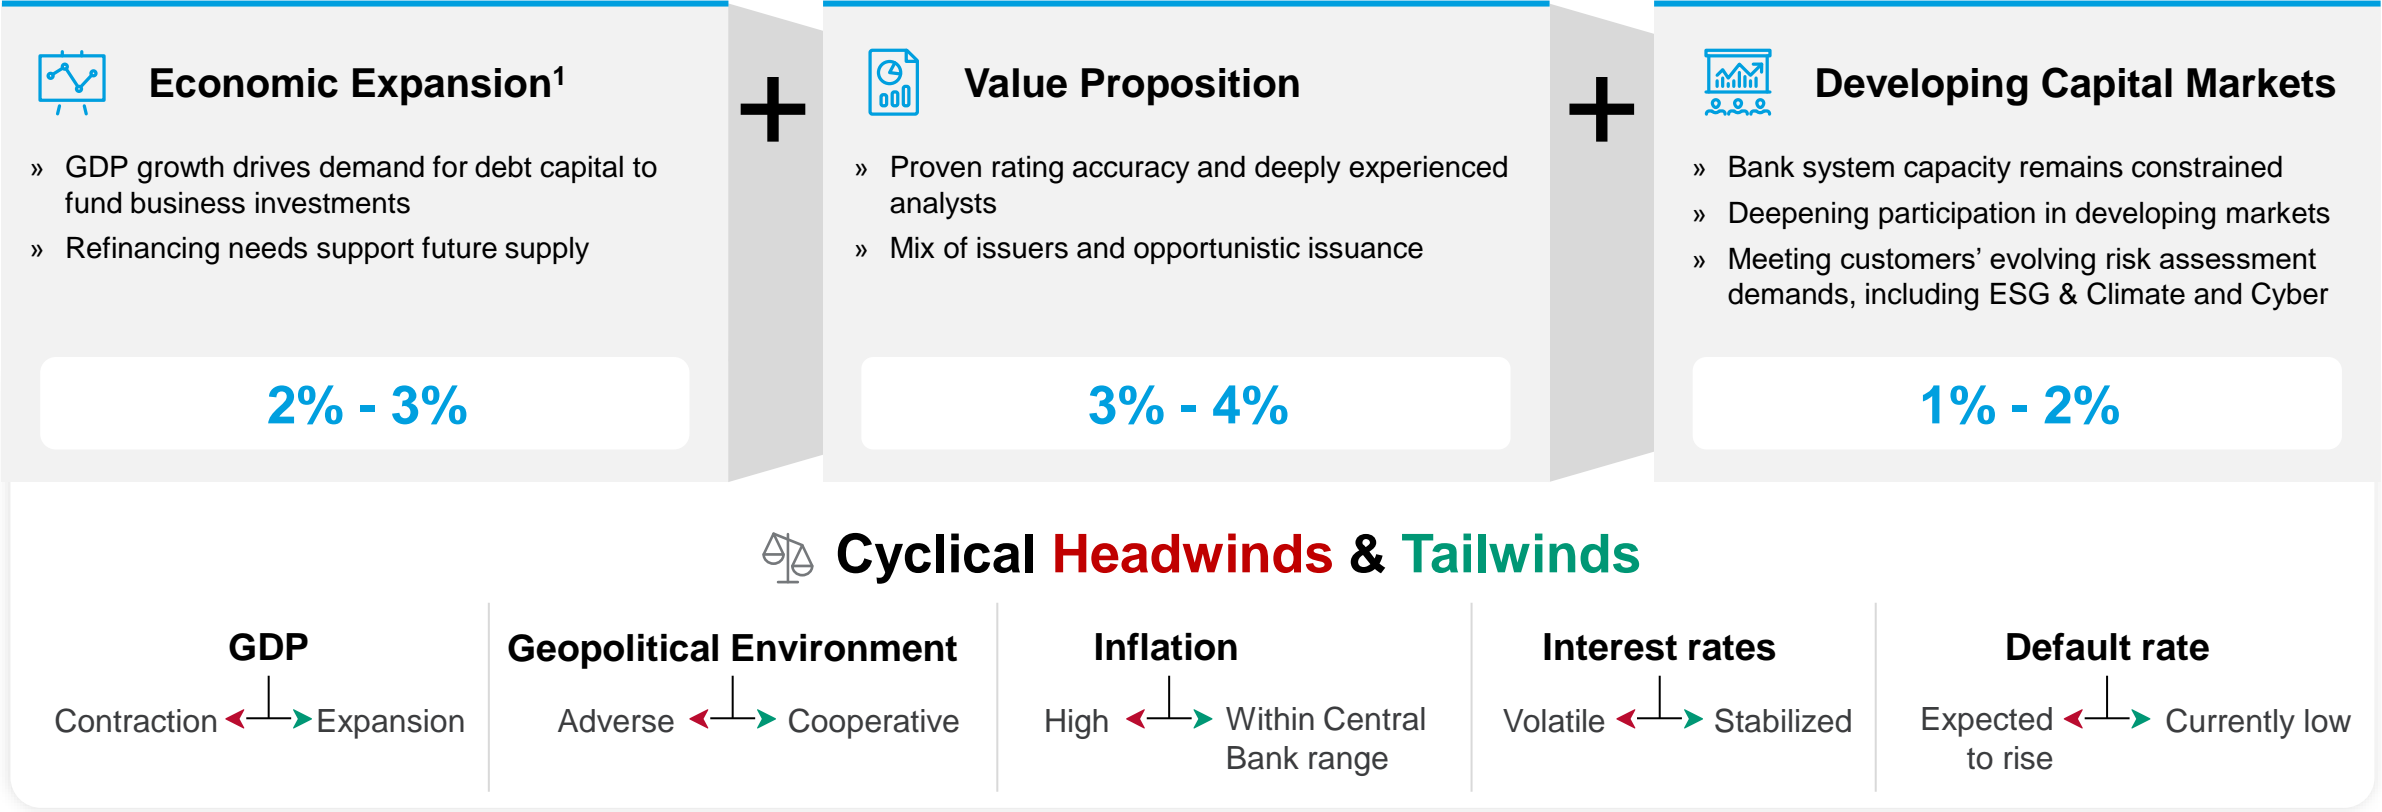 Economic Expansion¹
» GDP growth drives demand for debt capital to
fund business investments
» Refinancing needs support future supply
2% - 3%
+
Value Proposition
» Proven rating accuracy and deeply experienced
analysts
» Mix of issuers and opportunistic issuance
3% - 4%
+
Developing Capital Markets
» Bank system capacity remains constrained
» Deepening participation in developing markets
» Meeting customers’ evolving risk assessment
demands, including ESG & Climate and Cyber
1% - 2%
Cyclical Headwinds & Tailwinds
GDP
Contraction Expansion
Geopolitical Environment
Adverse Cooperative
Inflation
High Within Central
Bank range
Interest rates
Volatile Stabilized
Default rate
Expected Currently low
to rise